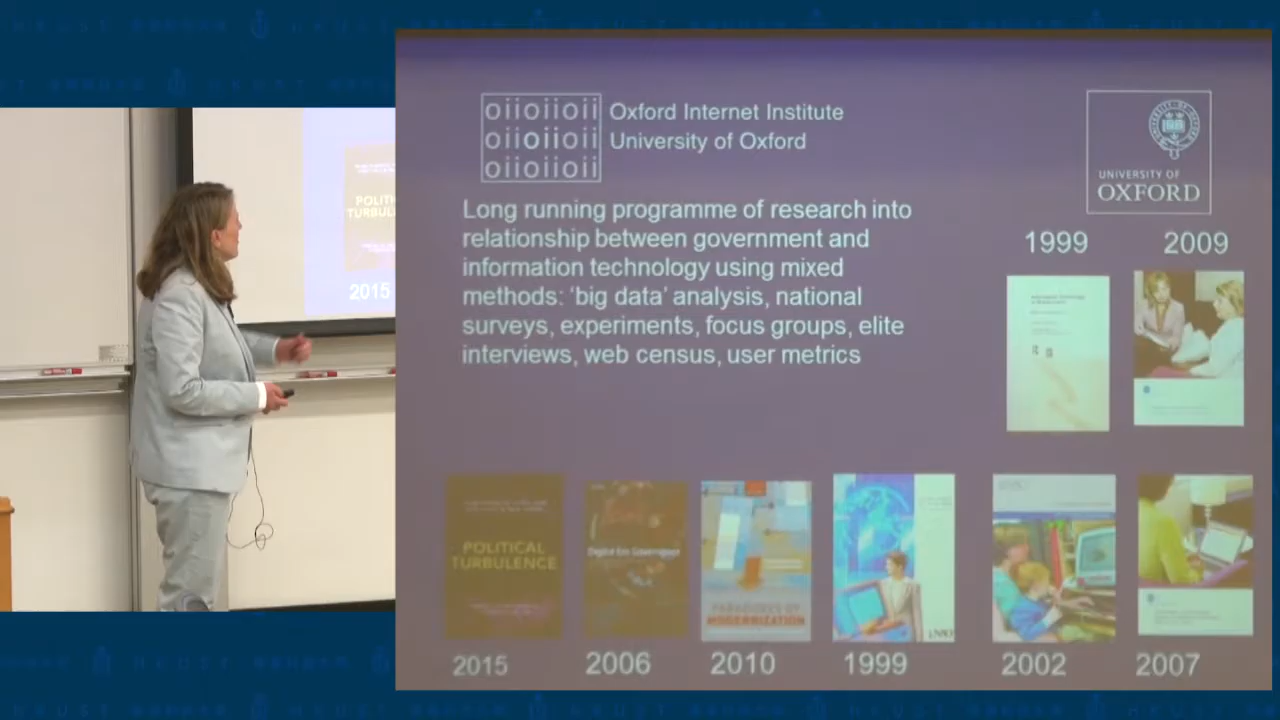 oiioiioii
oiioiioii
oiioiioii
Oxford Internet Institute
University of Oxford
UNIVERSITY OF
OXFORD
Long running programme of research into
relationship between government and
information technology using mixed
methods: ‘big data’ analysis, national
surveys, experiments, focus groups, elite
interviews, web census, user metrics
1999
2009
POLITICAL
TURBULENCE
Digital Era Governance
PARADOXES OF
MODERNIZATION
2015
2006
2010
1999
2002
2007
2015